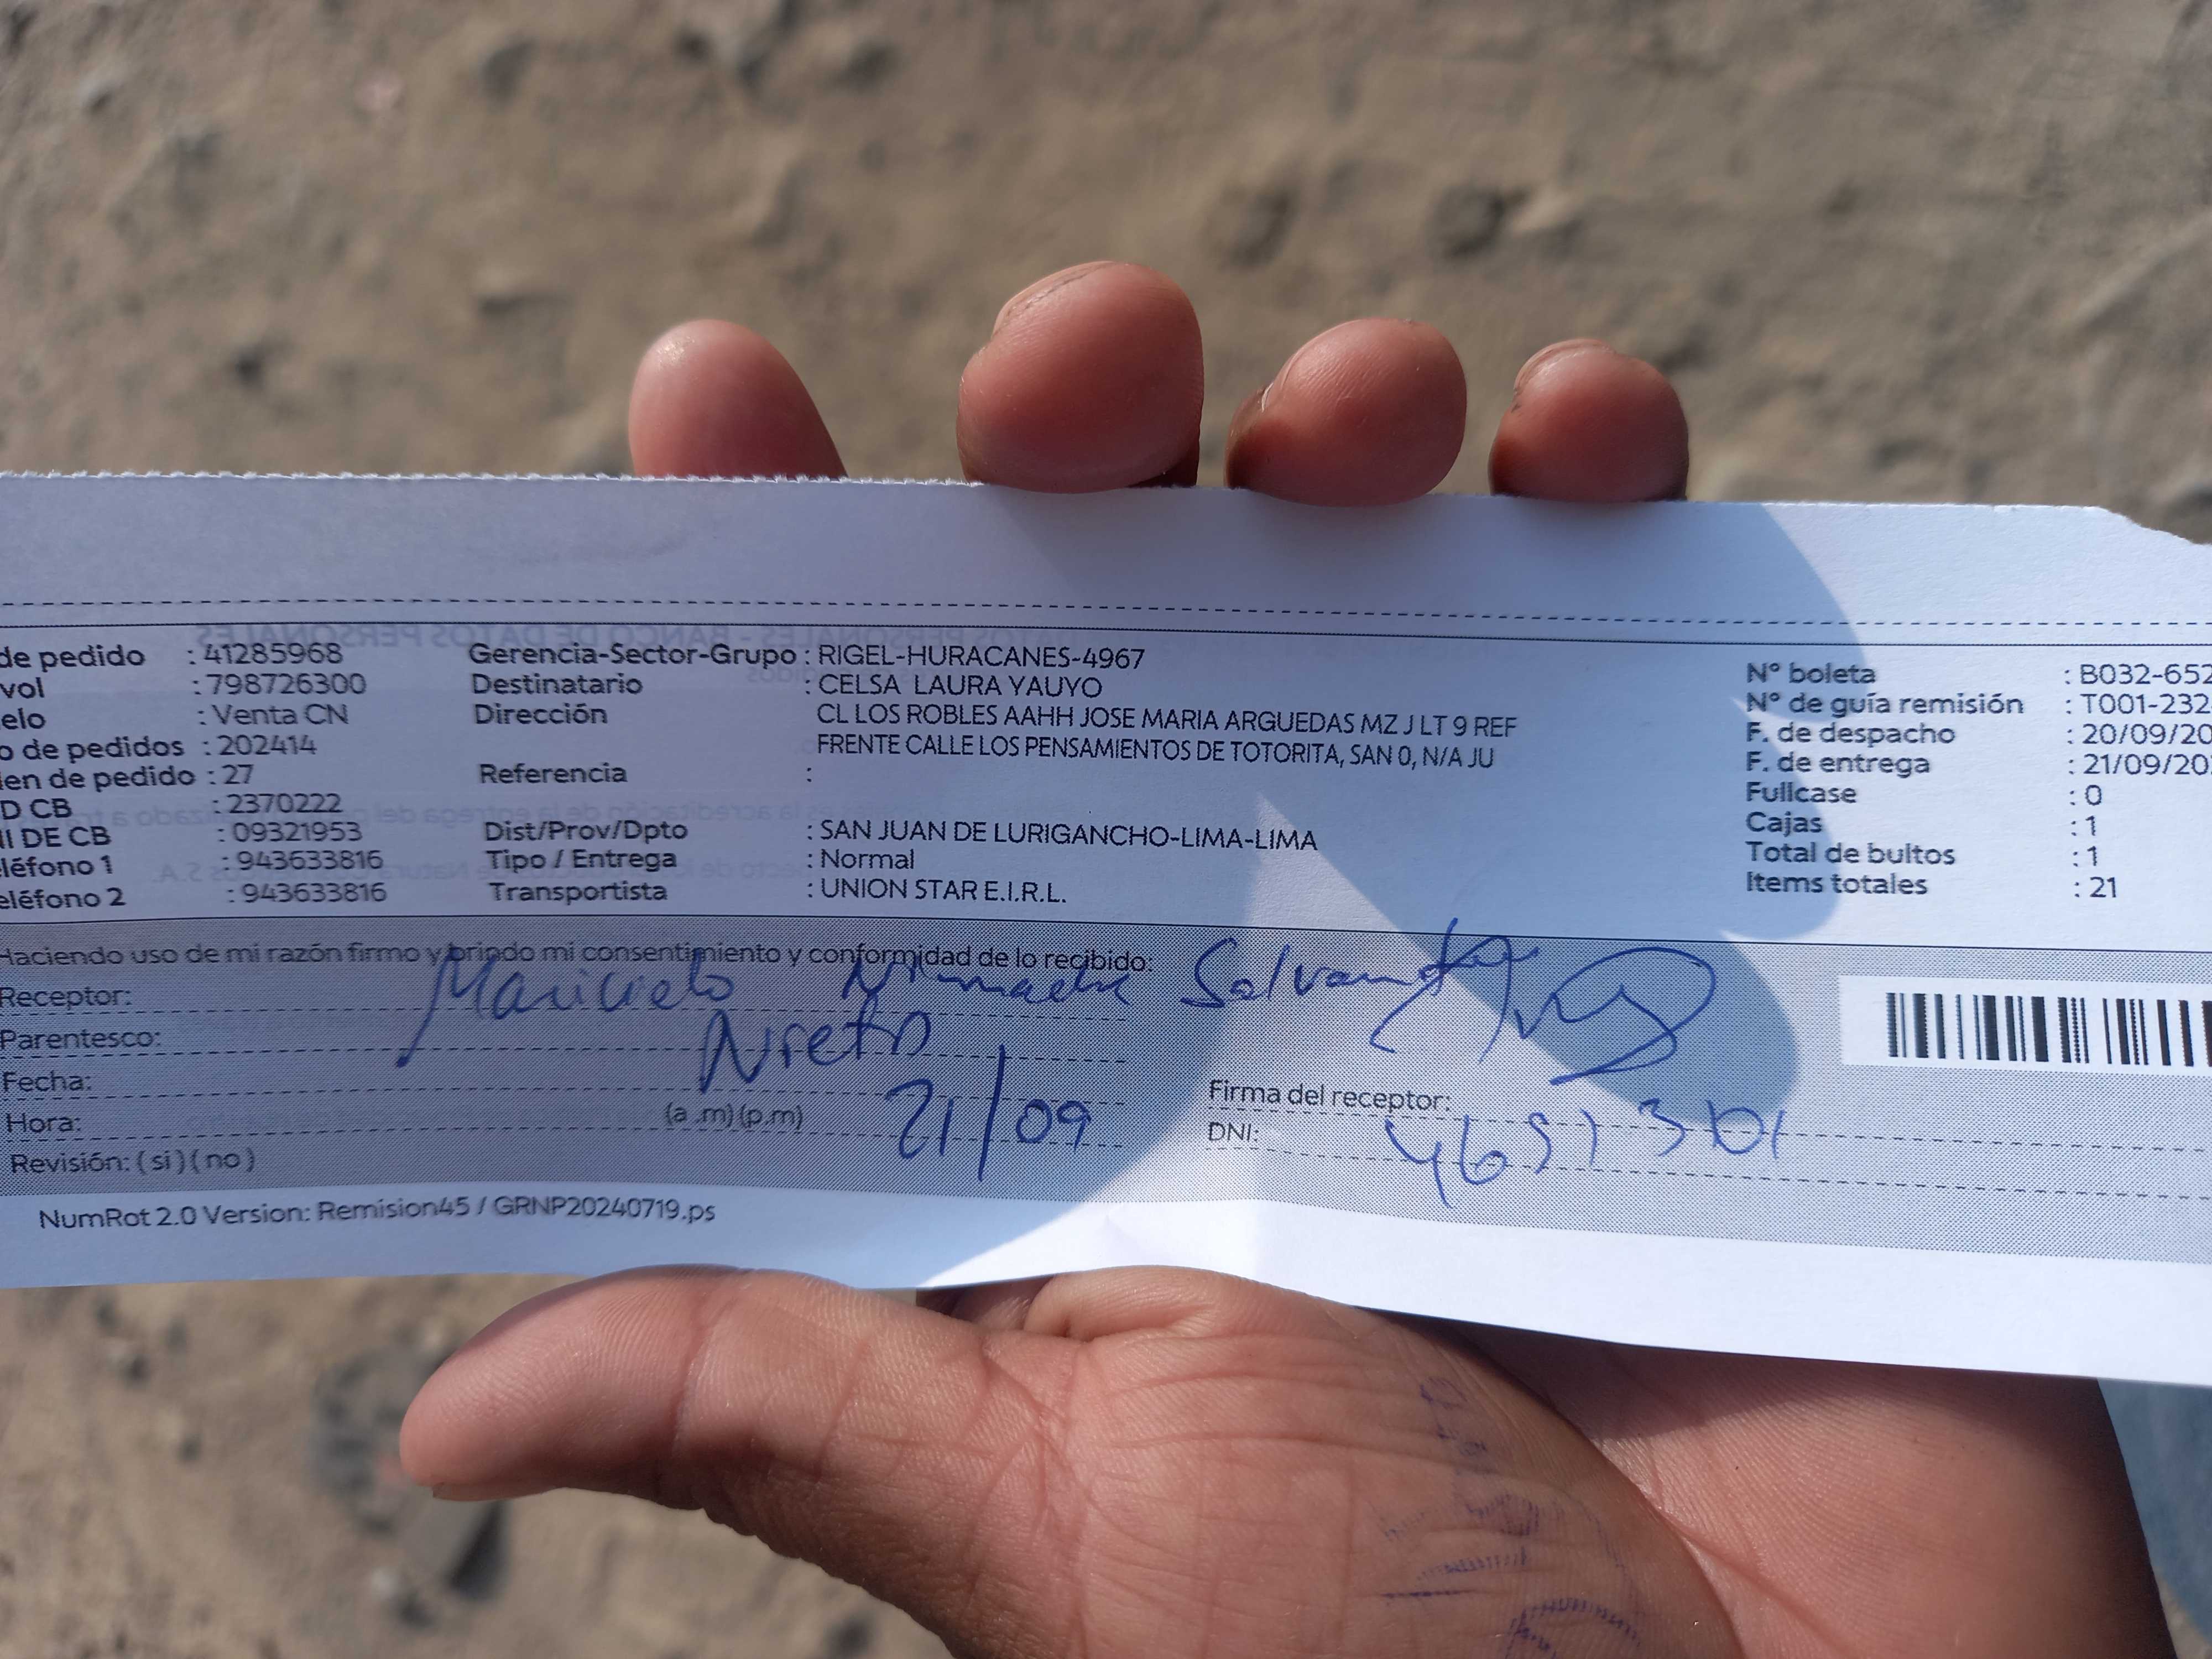 de pedido : 41285968
vol : 798726300
elo : Venta CN
o de pedidos : 202414
en de pedido : 27
D CB : 2370222
I DE CB : 09321953
léfono 1 : 943633816
eléfono 2 : 943633816
Gerencia-Sector-Grupo : RIGEL-HURACANES-4967
Destinatario : CELSA LAURA YAUYO
Dirección CL LOS ROBLES AAHH JOSE MARIA ARGUEDAS MZ J LT 9 REF
FRENTE CALLE LOS PENSAMIENTOS DE TOTORITA, SAN 0, N/A JU
Referencia :
Dist/Prov/Dpto : SAN JUAN DE LURIGANCHO-LIMA-LIMA
Tipo / Entrega : Normal
Transportista : UNION STAR E.I.R.L.
N° boleta : B032-652
N° de guía remisión : T001-232
F. de despacho : 20/09/20
F. de entrega : 21/09/20
Fullcase : 0
Cajas : 1
Total de bultos : 1
Items totales : 21
Haciendo uso de mi razón firmo y brindo mi consentimiento y conformidad de lo recibido:
Receptor:
Parentesco: Nieto
Fecha: 21/09
Hora: (a.m)(p.m)
Revisión: (si)(no)
Firma del receptor:
DNI:
NumRot 2.0 Version: Remision45 / GRNP20240719.ps